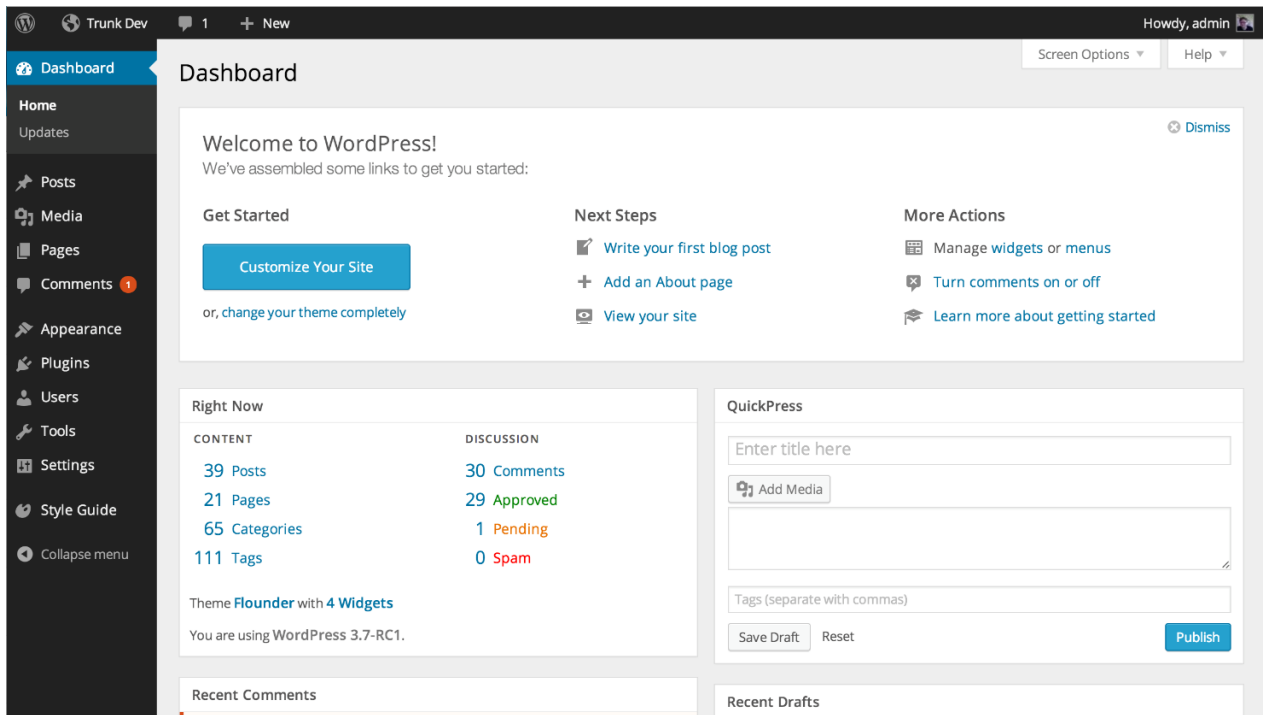 Trunk Dev 1 + New Howdy, admin
Dashboard
Home
Updates
Posts
Media
Pages
Comments 1
Appearance
Plugins
Users
Tools
Settings
Style Guide
Collapse menu
Screen Options Help
Dashboard
Dismiss
Welcome to WordPress!
We've assembled some links to get you started:
Get Started
Customize Your Site
or, change your theme completely
Next Steps
Write your first blog post
Add an About page
View your site
More Actions
Manage widgets or menus
Turn comments on or off
Learn more about getting started
Right Now
CONTENT
39 Posts
21 Pages
65 Categories
111 Tags
DISCUSSION
30 Comments
29 Approved
1 Pending
0 Spam
Theme Flounder with 4 Widgets
You are using WordPress 3.7-RC1.
QuickPress
Enter title here
Add Media
Tags (separate with commas)
Save Draft Reset Publish
Recent Comments
Recent Drafts